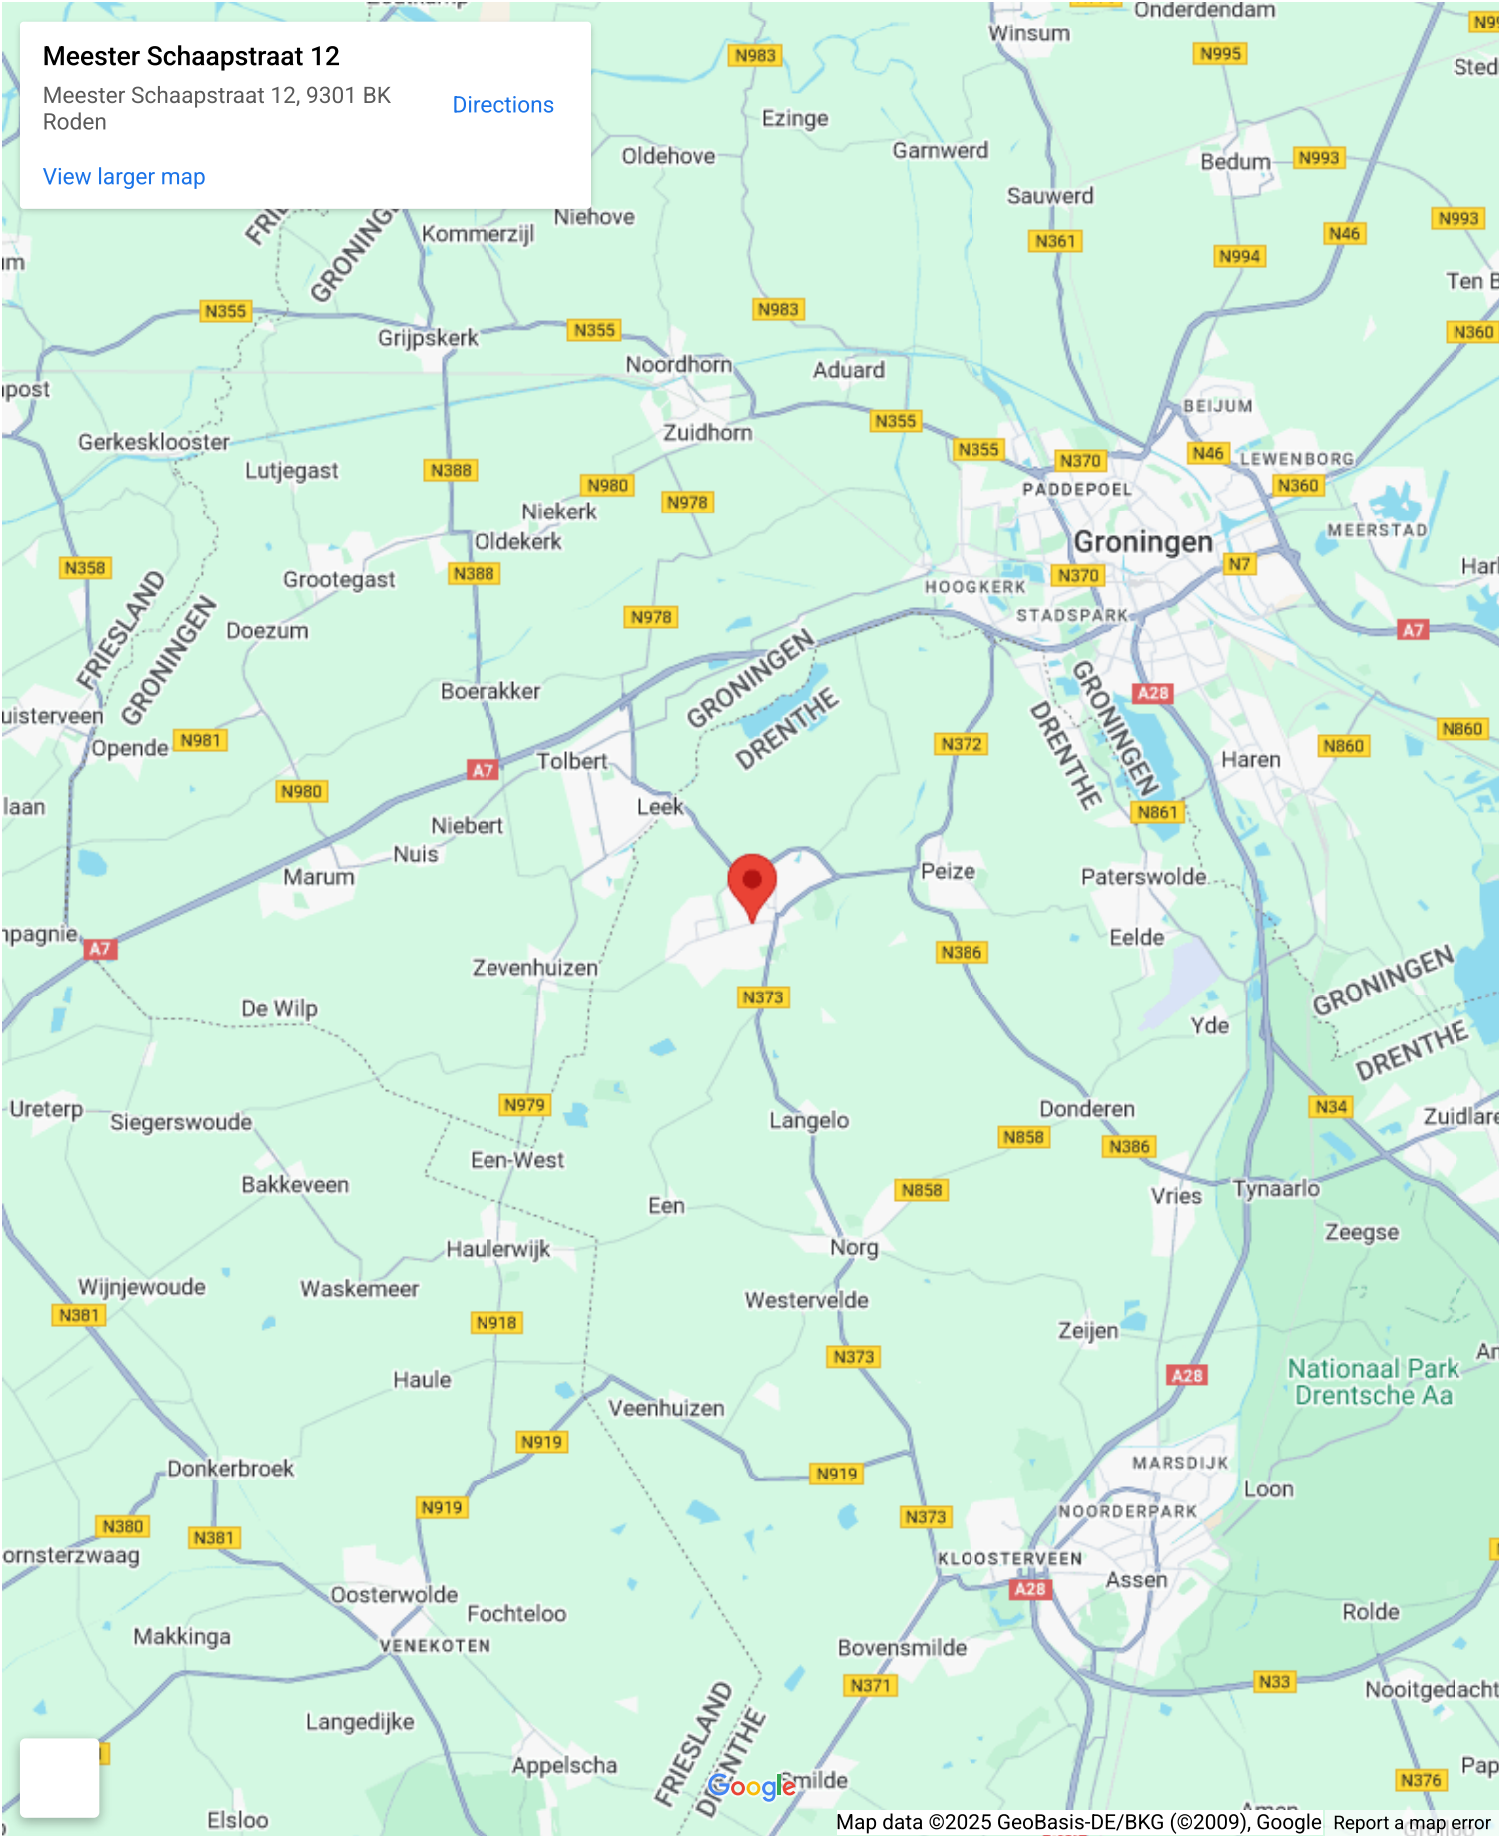 Meester Schaapstraat 12
Meester Schaapstraat 12, 9301 BK
Roden
Directions
View larger map
Onderdendam
Winsum
N983
N995
Ezinge
Oldehove
Garnwerd
Bedum
N993
Sauwerd
Niehove
Kommerzijl
GRONINGEN
N361
N46
N993
N994
N355
N983
Grijpskerk
N355
N360
Noordhorn
Aduard
BEIJUM
N355
Zuidhorn
Gerkesklooster
Lutjegast
N388
N355
N370
N46
LEWENBORG
N980
N978
PADDEPOEL
N360
Niekerk
Oldekerk
Groningen
MEERSTAD
N358
Grootegast
N388
HOOGKERK
N370
N7
STADSPARK
N978
Doezum
A7
FRIESLAND
GRONINGEN
Boerakker
GRONINGEN
DRENTHE
GRONINGEN
DRENTHE
A28
Opende
N981
N372
N860
N860
Haren
Tolbert
A7
N980
Leek
N861
Niebert
Nuis
Marum
Peize
Paterswolde
A7
Eelde
N386
Zevenhuizen
N373
De Wilp
GRONINGEN
DRENTHE
Yde
Ureterp
Siegerswoude
N979
Langelo
Donderen
N34
N858
N386
Een-West
Bakkeveen
Een
N858
Vries
Tynaarlo
Zeegse
Haulerwijk
Norg
Wijnjewoude
Waskemeer
Westervelde
N381
N918
Zeijen
N373
Haule
A28
Nationaal Park
Drentsche Aa
Veenhuizen
N919
Donkerbroek
N919
MARSDIJK
Loon
N919
N373
NOORDERPARK
N380
N381
KLOOSTERVEEN
A28
Assen
Oosterwolde
Fochteloo
Rolde
Makkinga
VENEKOTEN
Bovensmilde
N371
N33
Langedijke
FRIESLAND
DRENTHE
Appelscha
Google
Smilde
N376
Elsloo
Map data ©2025 GeoBasis-DE/BKG (©2009), Google
Report a map error